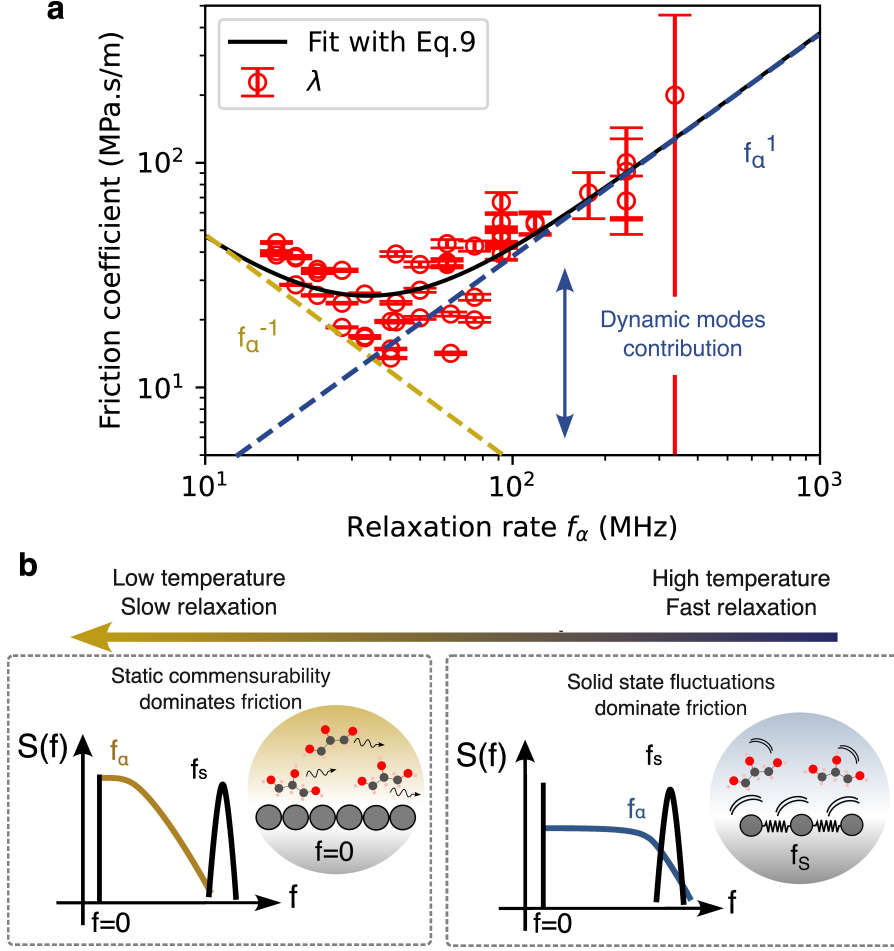 a
Friction coefficient (MPa.s/m)
10²
10¹
Fit with Eq.9
λ
fα⁻¹
fα¹
Dynamic modes
contribution
10¹
10²
10³
Relaxation rate fα (MHz)
b
Low temperature
Slow relaxation
High temperature
Fast relaxation
Static commensurability
dominates friction
S(f)
fα
fs
f=0
f
f=0
Solid state fluctuations
dominate friction
S(f)
fs
fα
fS
f
f=0